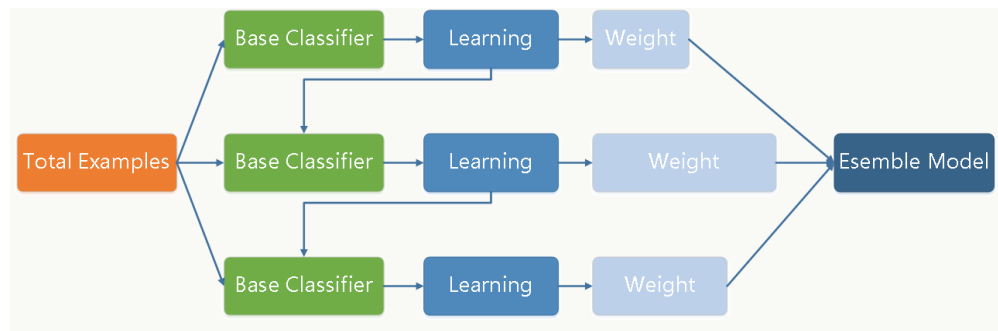 Base Classifier
Learning
Weight
Total Examples
Base Classifier
Learning
Weight
Esemble Model
Base Classifier
Learning
Weight